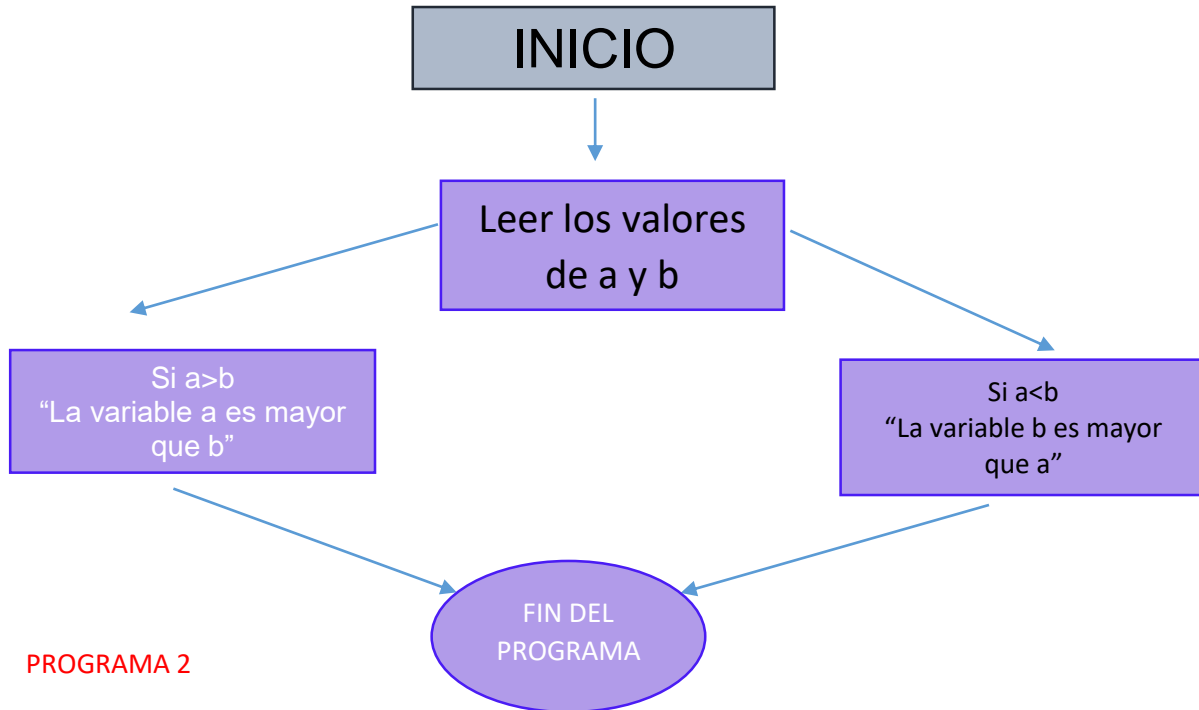 INICIO
Leer los valores
de a y b
Si a>b
“La variable a es mayor
que b”
Si a<b
“La variable b es mayor
que a”
FIN DEL
PROGRAMA
PROGRAMA 2